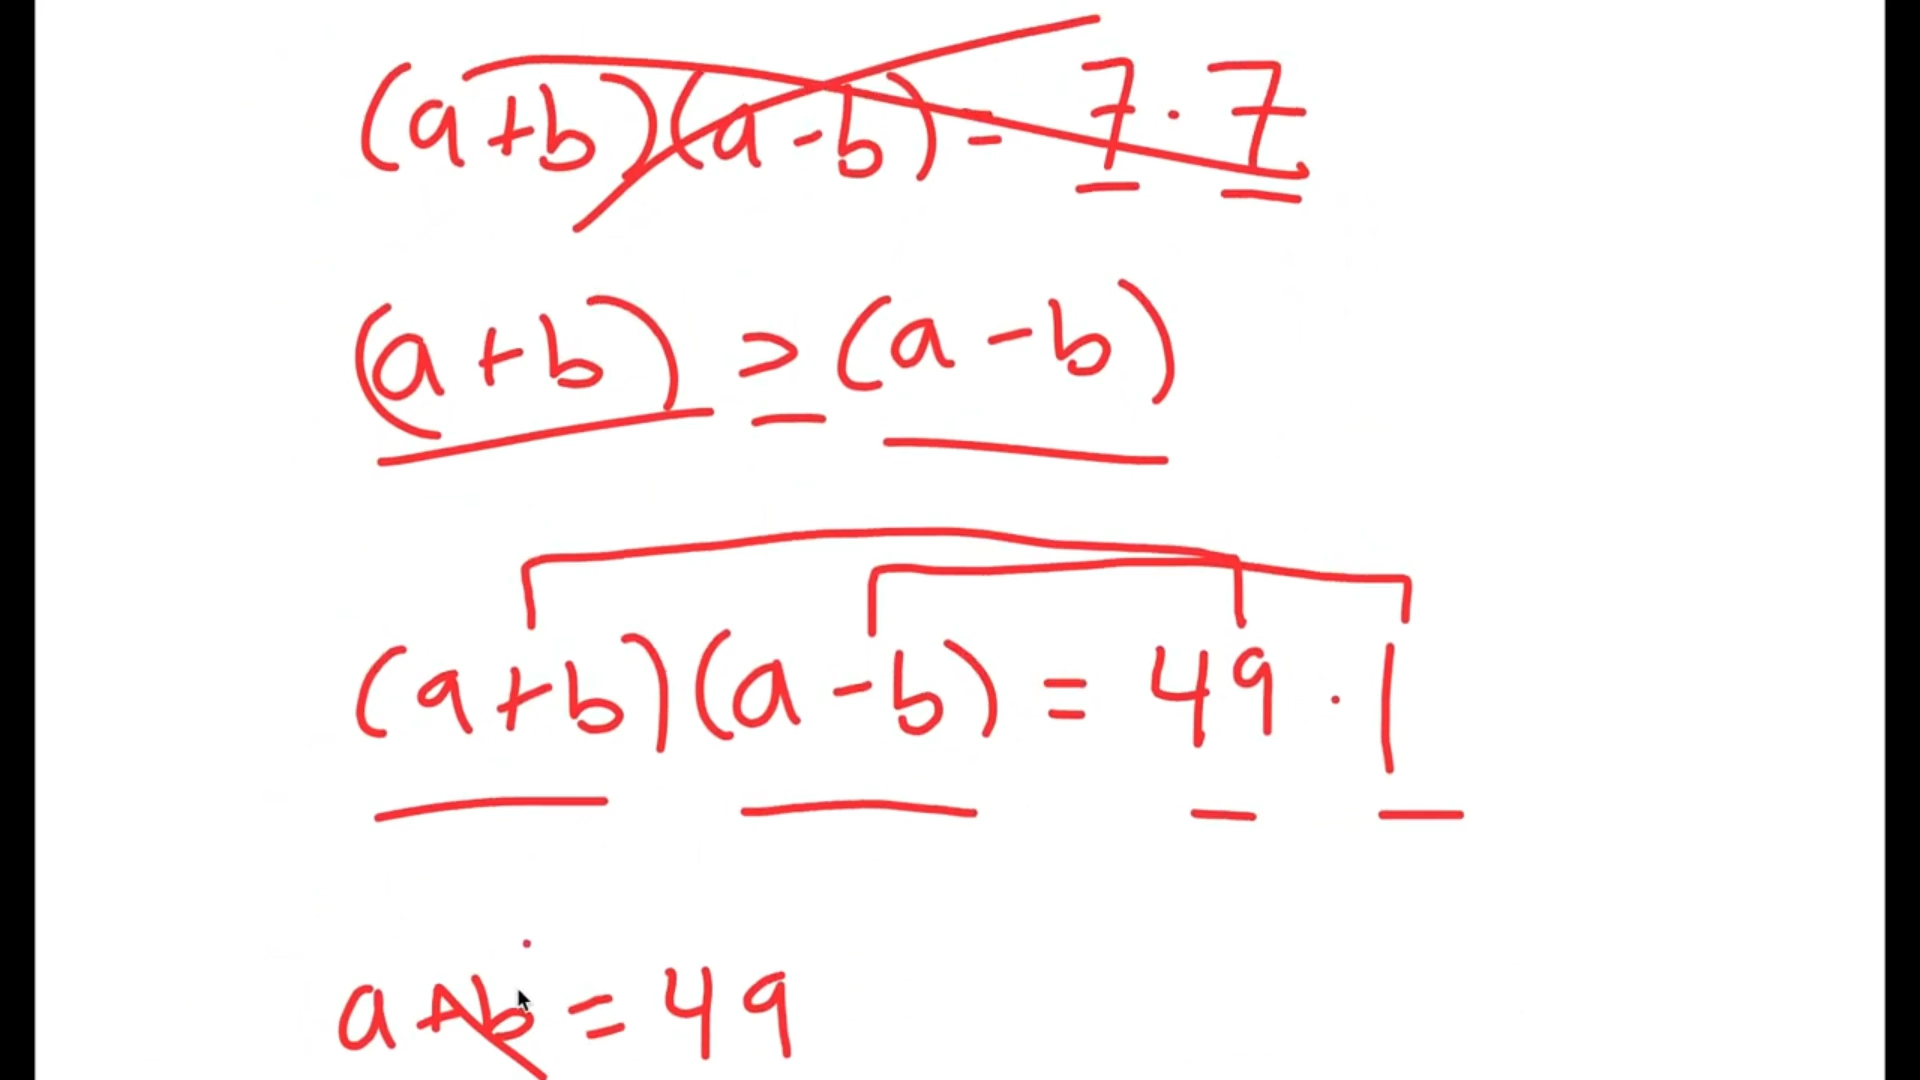 (a+b)(a-b) = 7·7
(a+b) > (a-b)
(a+b)(a-b) = 49·1
a+b = 49